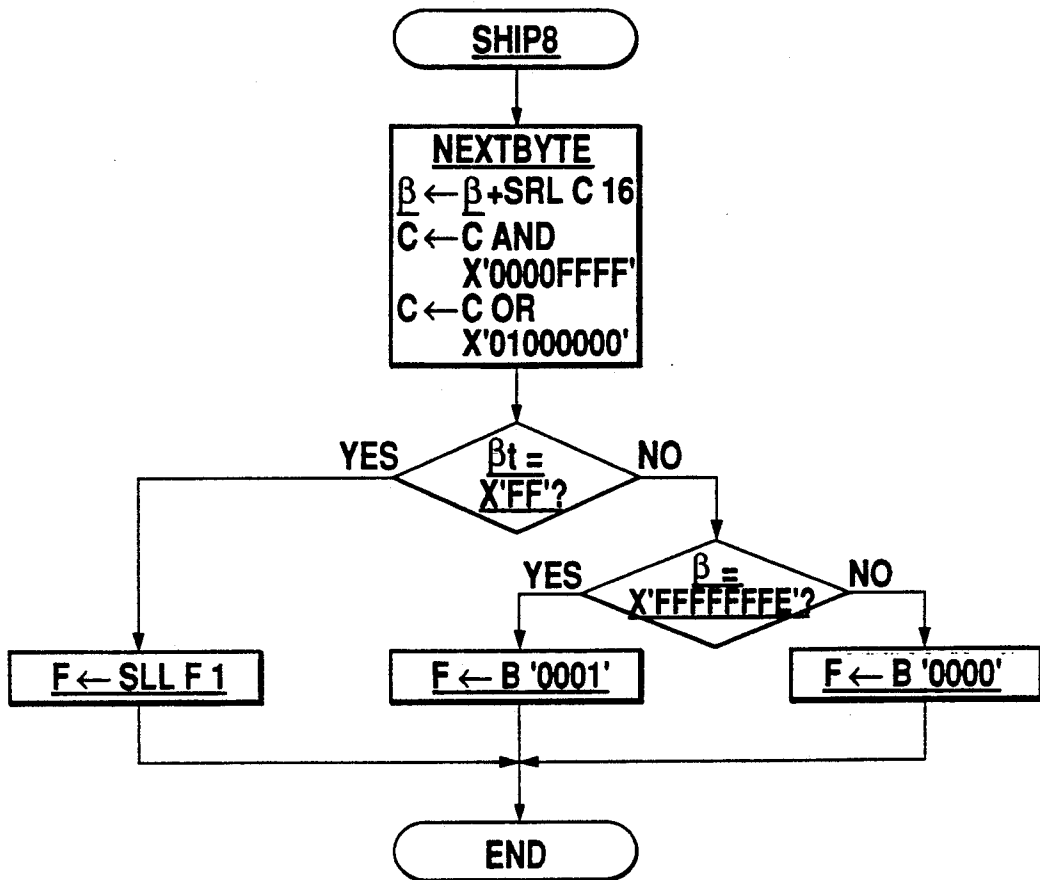 SHIP8
NEXTBYTE
β ← β+SRL C 16
C ← C AND
X'0000FFFF'
C ← C OR
X'01000000'
YES
βt =
X'FF'?
NO
YES
β =
X'FFFFFFFE'?
NO
F ← SLL F 1
F ← B '0001'
F ← B '0000'
END